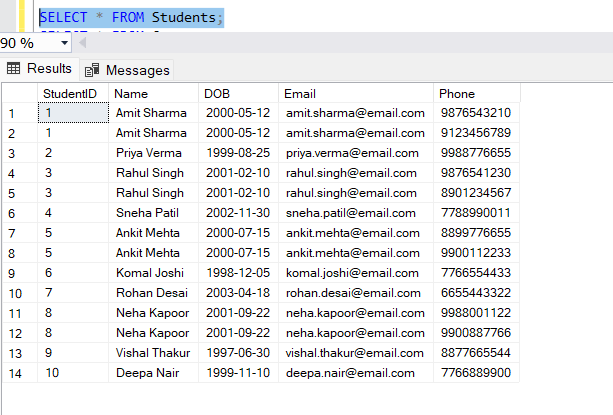 SELECT * FROM Students;
90 %
Results Messages
StudentID Name DOB Email Phone
1 1 Amit Sharma 2000-05-12 amit.sharma@email.com 9876543210
2 1 Amit Sharma 2000-05-12 amit.sharma@email.com 9123456789
3 2 Priya Verma 1999-08-25 priya.verma@email.com 9988776655
4 3 Rahul Singh 2001-02-10 rahul.singh@email.com 9876541230
5 3 Rahul Singh 2001-02-10 rahul.singh@email.com 8901234567
6 4 Sneha Patil 2002-11-30 sneha.patil@email.com 7788990011
7 5 Ankit Mehta 2000-07-15 ankit.mehta@email.com 8899776655
8 5 Ankit Mehta 2000-07-15 ankit.mehta@email.com 9900112233
9 6 Komal Joshi 1998-12-05 komal.joshi@email.com 7766554433
10 7 Rohan Desai 2003-04-18 rohan.desai@email.com 6655443322
11 8 Neha Kapoor 2001-09-22 neha.kapoor@email.com 9988001122
12 8 Neha Kapoor 2001-09-22 neha.kapoor@email.com 9900887766
13 9 Vishal Thakur 1997-06-30 vishal.thakur@email.com 8877665544
14 10 Deepa Nair 1999-11-10 deepa.nair@email.com 7766889900